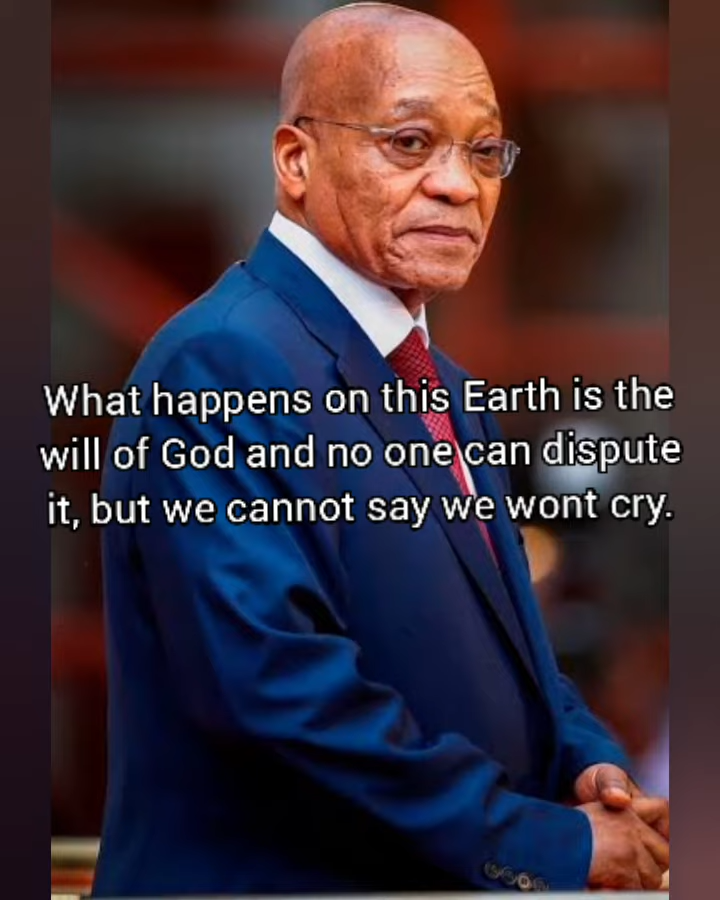 What happens on this Earth is the
will of God and no one can dispute
it, but we cannot say we wont cry.